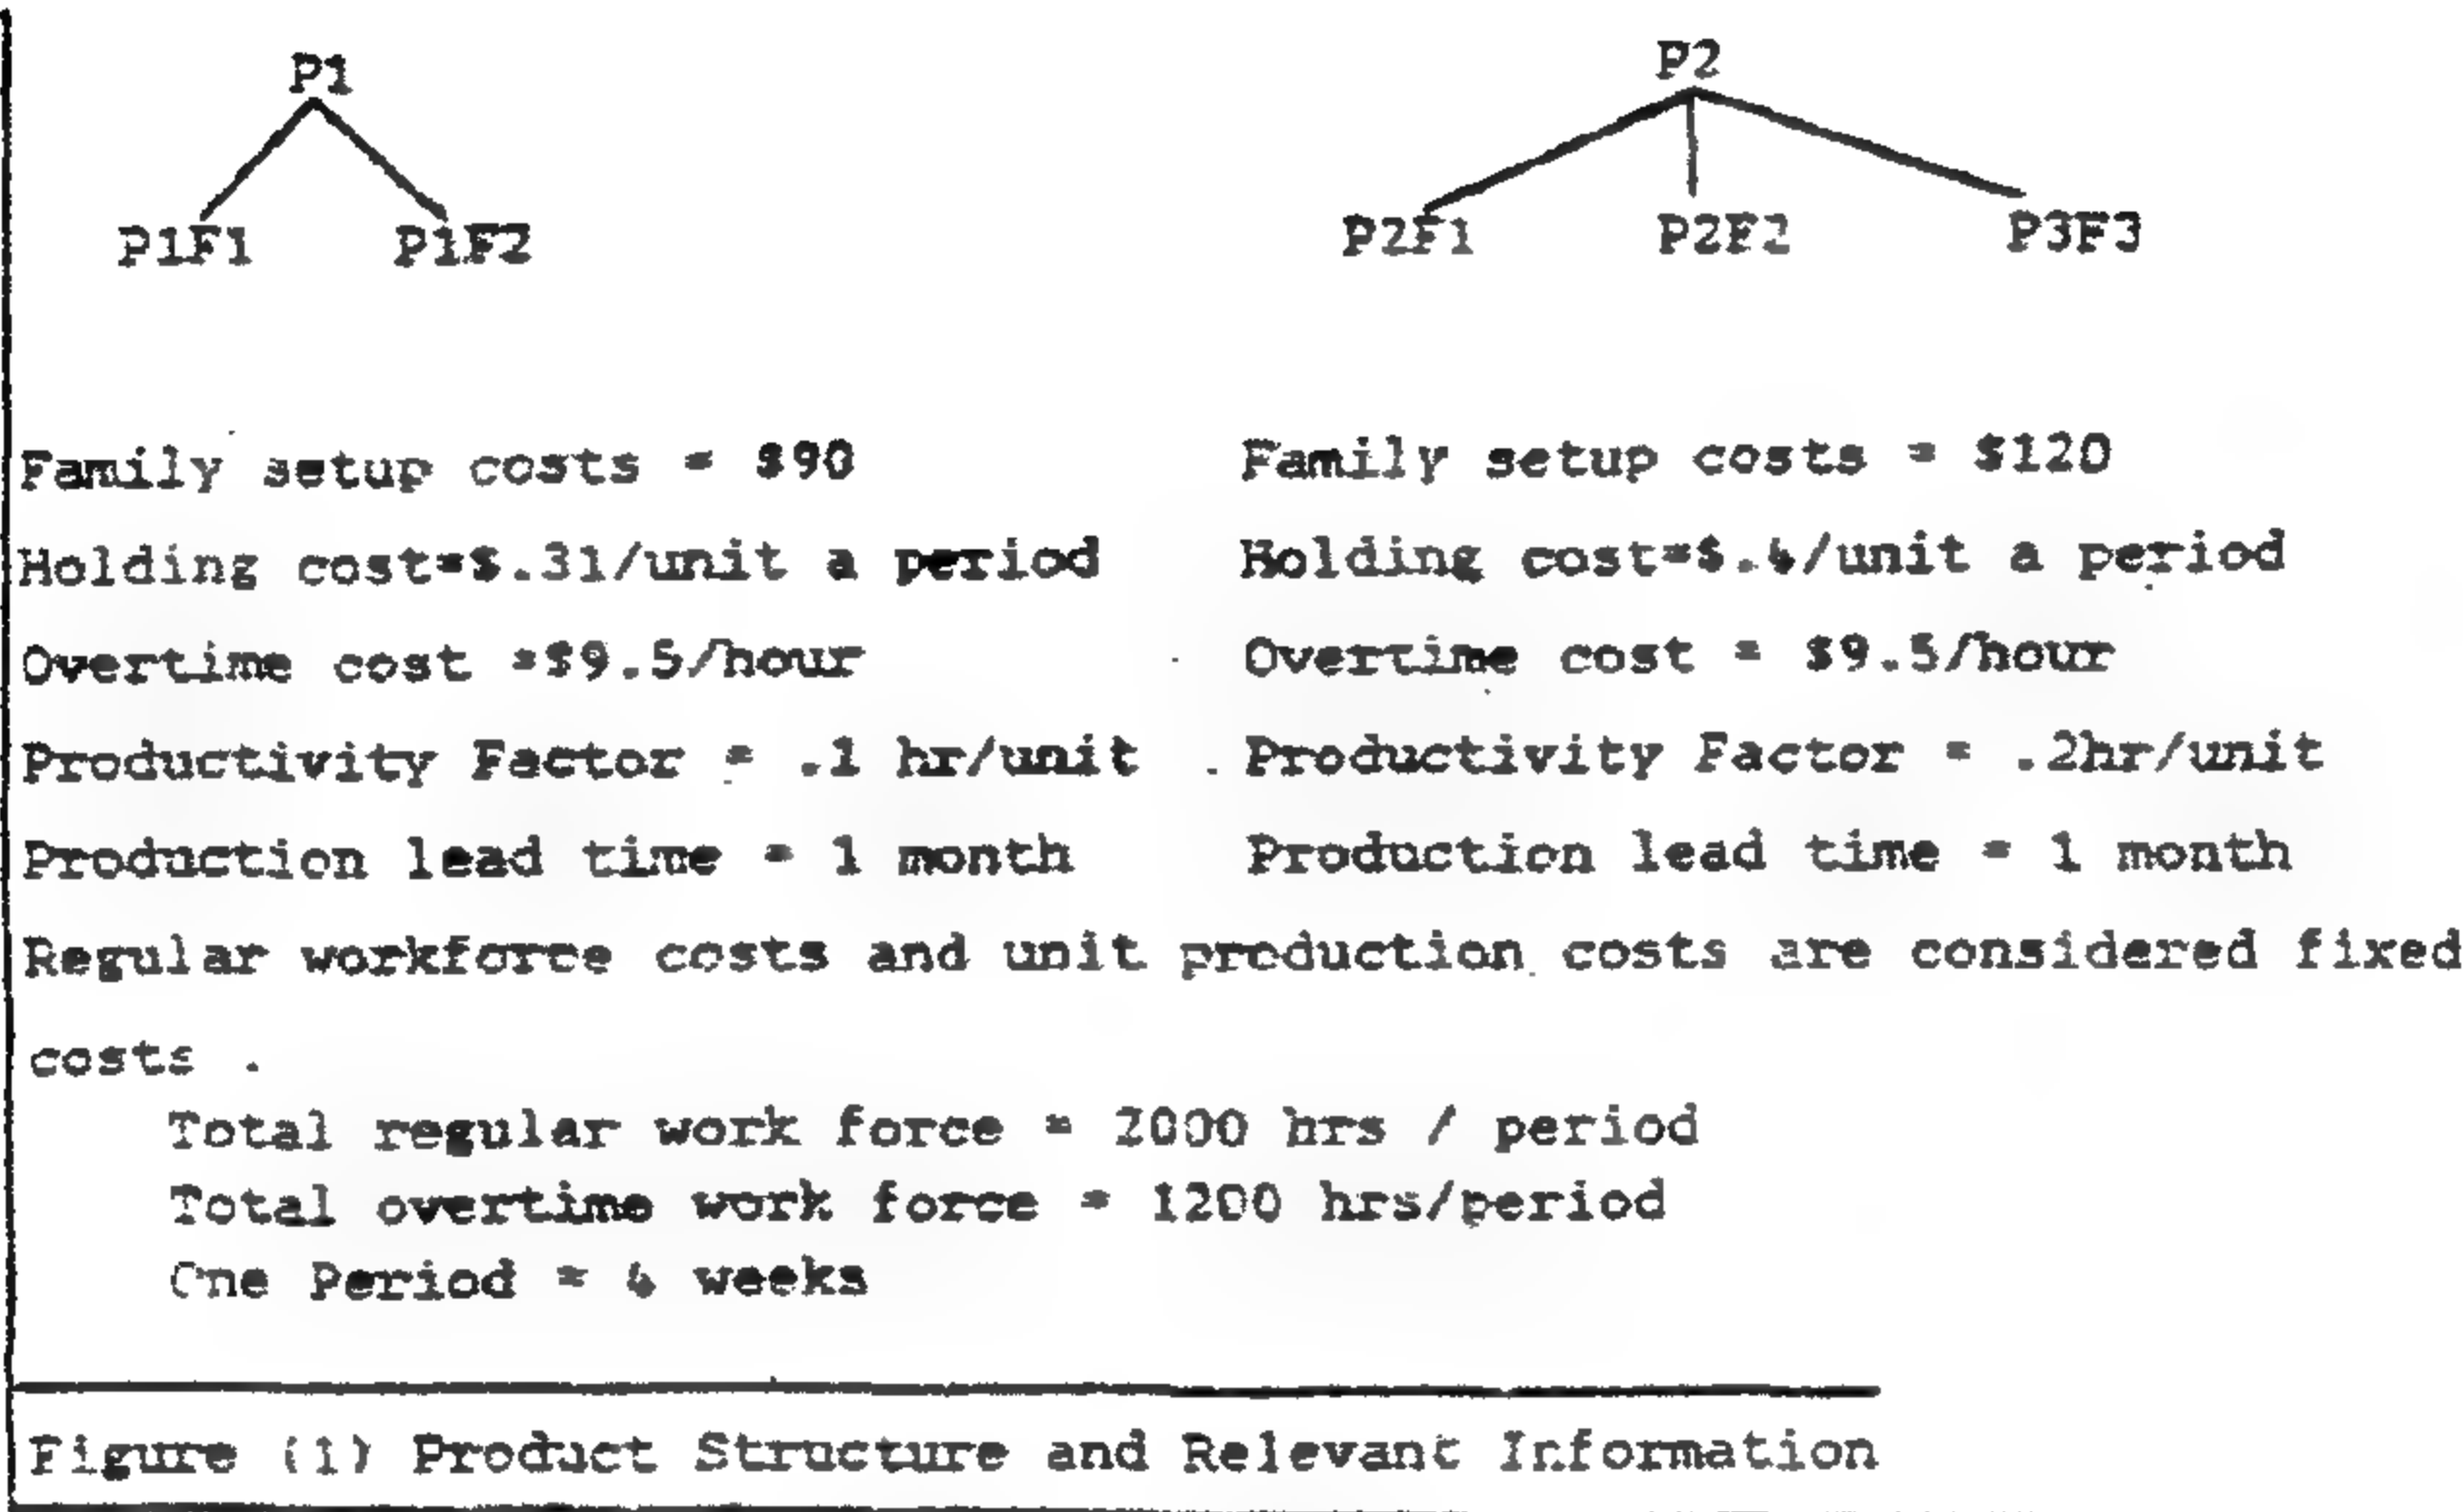 P1 P2
P1F1 P1F2 P2F1 P2F2 P3F3
Family setup costs = $90 Family setup costs = $120
Holding cost=$.31/unit a period Holding cost=$.4/unit a period
Overtime cost =$9.5/hour Overtime cost = $9.5/hour
Productivity Factor = .1 hr/unit Productivity Factor = .2hr/unit
Production lead time = 1 month Production lead time = 1 month
Regular workforce costs and unit production costs are considered fixed
costs .
Total regular work force = 2000 hrs / period
Total overtime work force = 1200 hrs/period
One Period = 4 weeks
Figure (1) Product Structure and Relevant Information